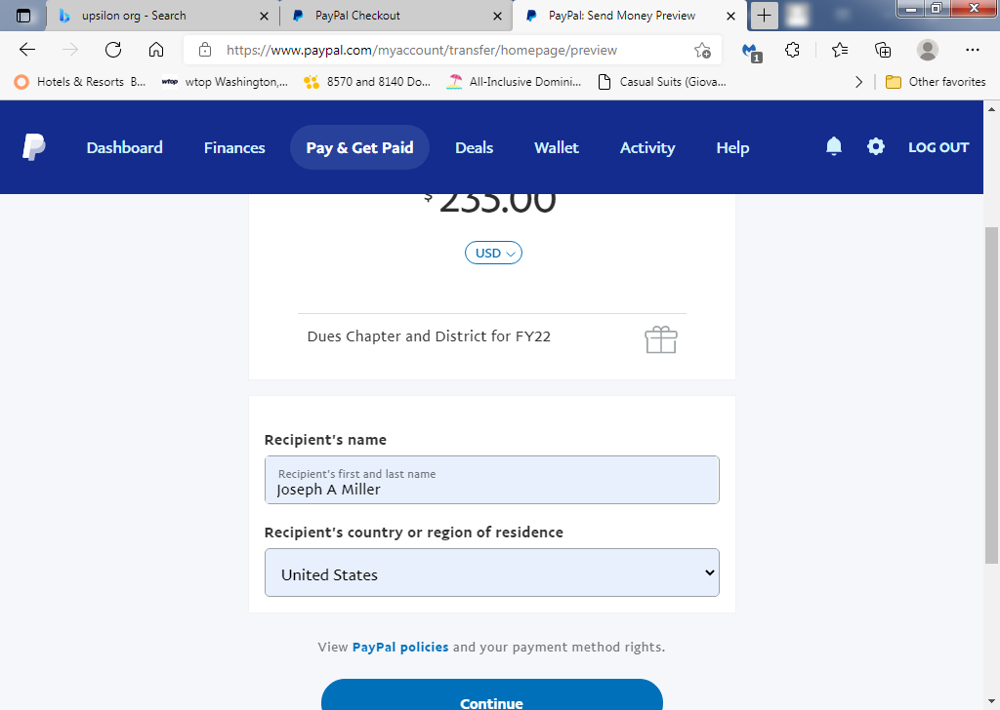 upsilon org - Search
PayPal Checkout
PayPal: Send Money Preview
https://www.paypal.com/myaccount/transfer/homepage/preview
1
Hotels & Resorts B...
wtop wtop Washington,...
8570 and 8140 Do...
All-Inclusive Domini...
Casual Suits (Giova...
Other favorites
Dashboard
Finances
Pay & Get Paid
Deals
Wallet
Activity
Help
LOG OUT
$ 233.00
USD
Dues Chapter and District for FY22
Recipient's name
Recipient's first and last name
Joseph A Miller
Recipient's country or region of residence
United States
View PayPal policies and your payment method rights.
Continue